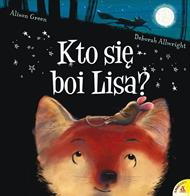 Alison Green
Deborah Allwright
Kto się
boi Lisa?